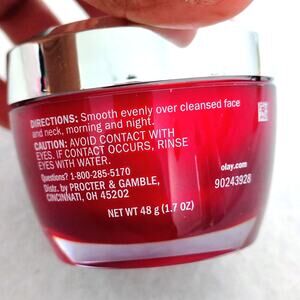 DIRECTIONS: Smooth evenly over cleansed face
and neck, morning and night.
CAUTION: AVOID CONTACT WITH
EYES. IF CONTACT OCCURS, RINSE
EYES WITH WATER.
Questions? 1-800-285-5170
Distr. by PROCTER & GAMBLE,
CINCINNATI, OH 45202
olay.com
90243928
NET WT 48 g (1.7 OZ)